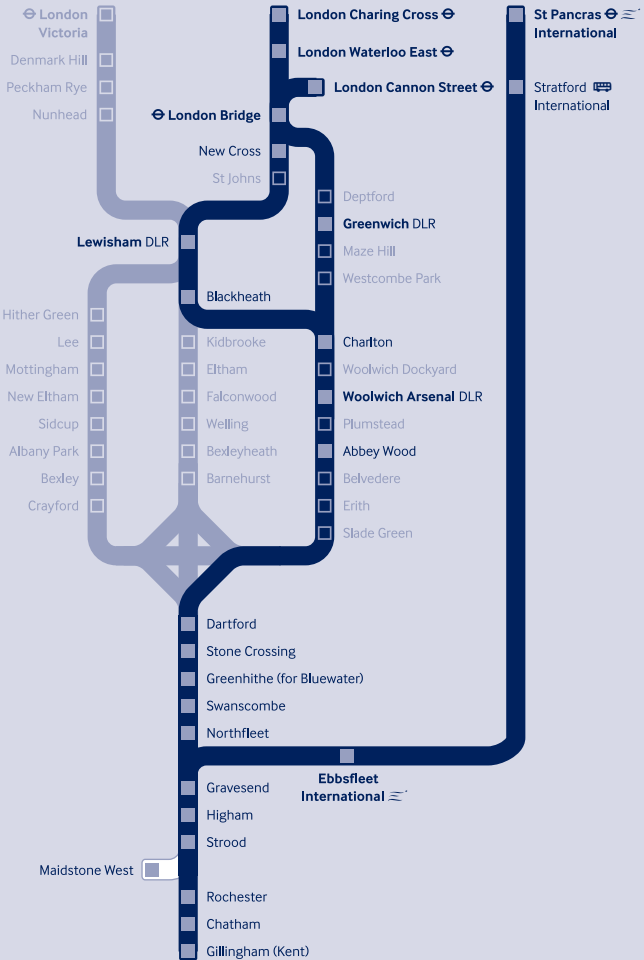 London
Victoria
Denmark Hill
Peckham Rye
Nunhead
London Charing Cross
London Waterloo East
London Cannon Street
London Bridge
New Cross
St Johns
St Pancras
International
Stratford
International
Deptford
Greenwich DLR
Maze Hill
Westcombe Park
Lewisham DLR
Blackheath
Hither Green
Lee
Mottingham
New Eltham
Sidcup
Albany Park
Bexley
Crayford
Kidbrooke
Eltham
Falconwood
Welling
Bexleyheath
Barnehurst
Charlton
Woolwich Dockyard
Woolwich Arsenal DLR
Plumstead
Abbey Wood
Belvedere
Erith
Slade Green
Dartford
Stone Crossing
Greenhithe (for Bluewater)
Swanscombe
Northfleet
Ebbsfleet
International
Gravesend
Higham
Strood
Maidstone West
Rochester
Chatham
Gillingham (Kent)